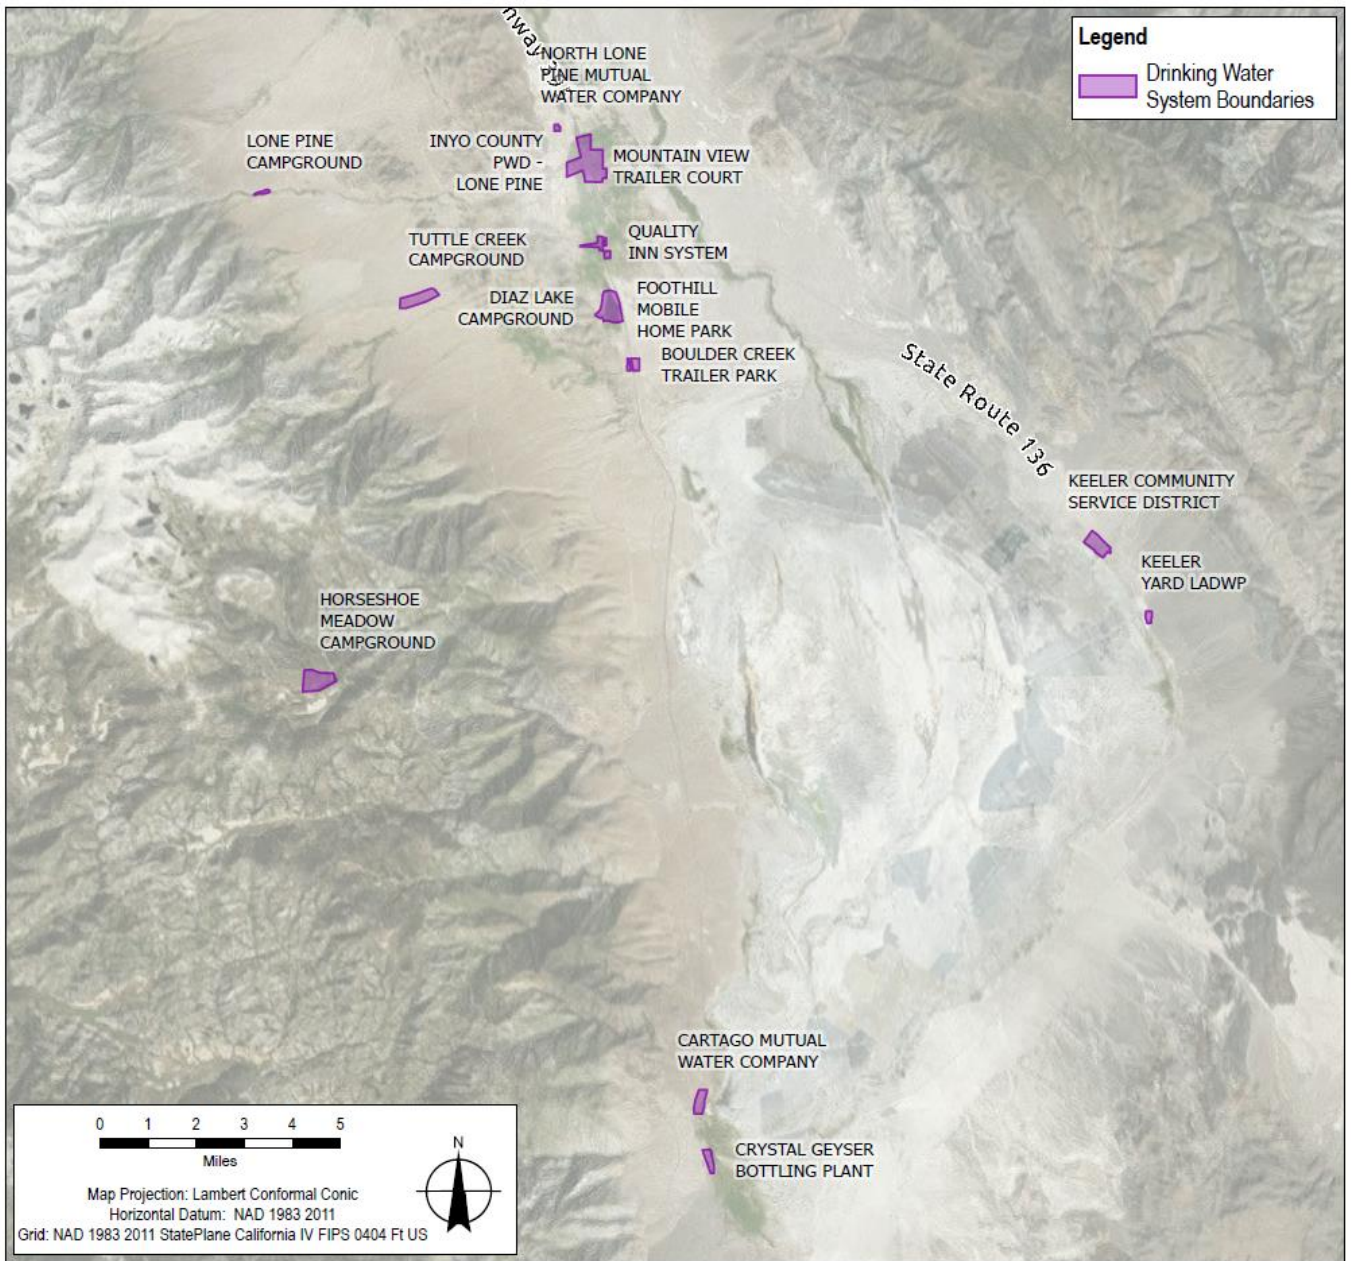 hway 39
NORTH LONE
PINE MUTUAL
WATER COMPANY
Legend
Drinking Water
System Boundaries
LONE PINE
CAMPGROUND
INYO COUNTY
PWD -
LONE PINE
MOUNTAIN VIEW
TRAILER COURT
TUTTLE CREEK
CAMPGROUND
QUALITY
INN SYSTEM
DIAZ LAKE
CAMPGROUND
FOOTHILL
MOBILE
HOME PARK
BOULDER CREEK
TRAILER PARK
State Route 136
KEELER COMMUNITY
SERVICE DISTRICT
KEELER
YARD LADWP
HORSESHOE
MEADOW
CAMPGROUND
CARTAGO MUTUAL
WATER COMPANY
CRYSTAL GEYSER
BOTTLING PLANT
0 1 2 3 4 5
Miles
N
Map Projection: Lambert Conformal Conic
Horizontal Datum: NAD 1983 2011
Grid: NAD 1983 2011 StatePlane California IV FIPS 0404 Ft US